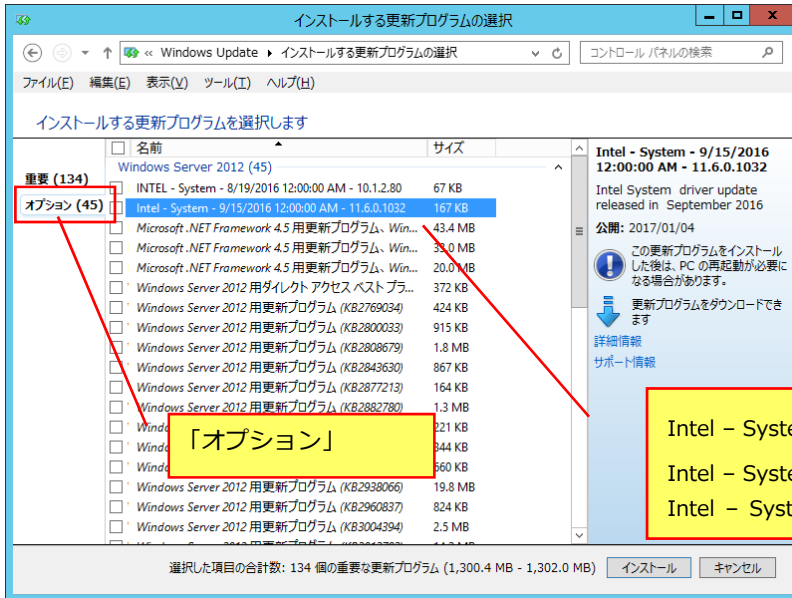 インストールする更新プログラムの選択
« Windows Update ▸ インストールする更新プログラムの選択
コントロール パネルの検索
ファイル(F) 編集(E) 表示(V) ツール(T) ヘルプ(H)
インストールする更新プログラムを選択します
重要 (134)
オプション (45)
名前 サイズ
Windows Server 2012 (45)
INTEL - System - 8/19/2016 12:00:00 AM - 10.1.2.80 67 KB
Intel - System - 9/15/2016 12:00:00 AM - 11.6.0.1032 167 KB
Microsoft .NET Framework 4.5 用更新プログラム、Win... 43.4 MB
Microsoft .NET Framework 4.5 用更新プログラム、Win... 33.0 MB
Microsoft .NET Framework 4.5 用更新プログラム、Win... 20.0 MB
Windows Server 2012 用ダイレクト アクセス ベスト プラ... 372 KB
Windows Server 2012 用更新プログラム (KB2769034) 424 KB
Windows Server 2012 用更新プログラム (KB2800033) 915 KB
Windows Server 2012 用更新プログラム (KB2808679) 1.8 MB
Windows Server 2012 用更新プログラム (KB2843630) 867 KB
Windows Server 2012 用更新プログラム (KB2877213) 164 KB
Windows Server 2012 用更新プログラム (KB2882780) 1.3 MB
221 KB
344 KB
560 KB
Windows Server 2012 用更新プログラム (KB2938066) 19.8 MB
Windows Server 2012 用更新プログラム (KB2960837) 824 KB
Windows Server 2012 用更新プログラム (KB3004394) 2.5 MB
「オプション」
Intel - System - 9/15/2016
12:00:00 AM - 11.6.0.1032
Intel System driver update
released in September 2016
公開: 2017/01/04
この更新プログラムをインストール
した後は、PC の再起動が必要に
なる場合があります。
更新プログラムをダウンロードでき
ます
詳細情報
サポート情報
Intel – Syste
Intel – Syste
Intel – Syst
選択した項目の合計数: 134 個の重要な更新プログラム (1,300.4 MB - 1,302.0 MB)
インストール
キャンセル